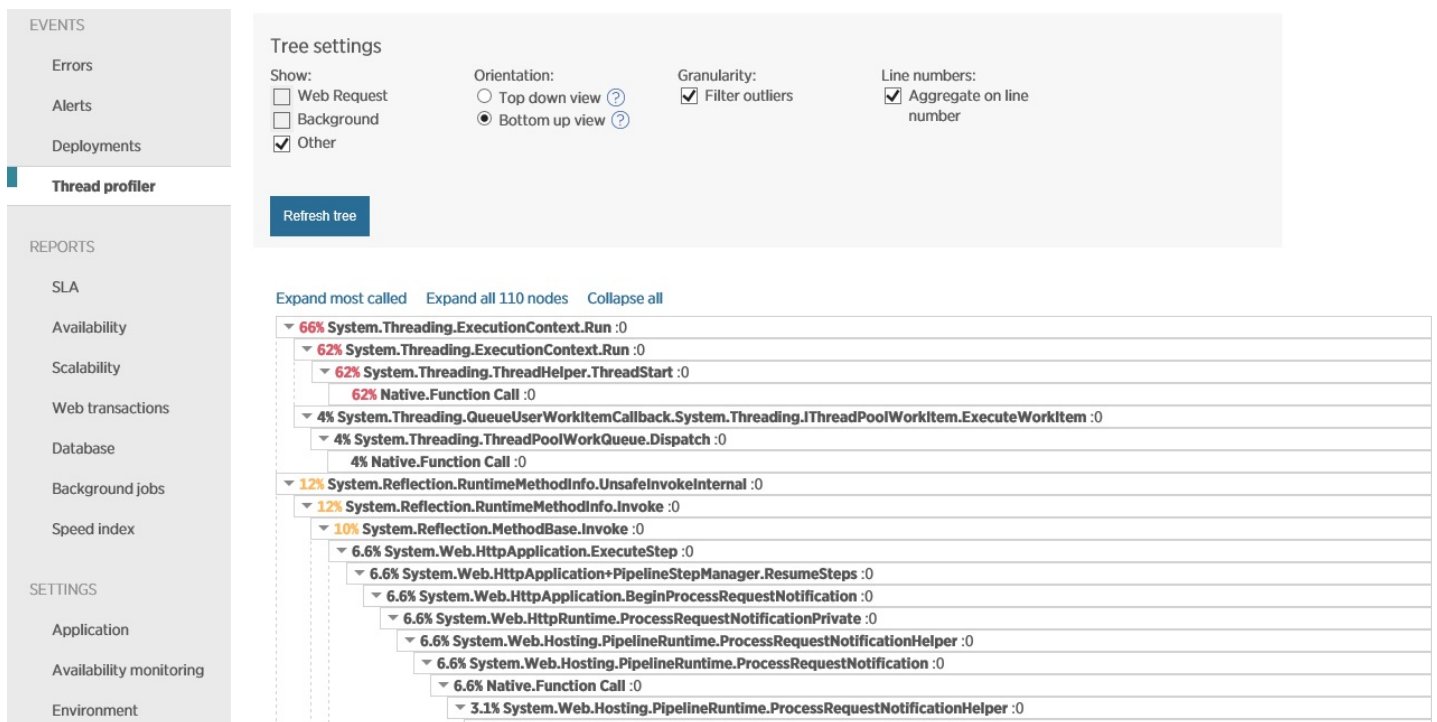 EVENTS
Errors
Alerts
Deployments
Thread profiler
REPORTS
SLA
Availability
Scalability
Web transactions
Database
Background jobs
Speed index
SETTINGS
Application
Availability monitoring
Environment
Tree settings
Show:
Web Request
Background
Other
Orientation:
Top down view ?
Bottom up view ?
Granularity:
Filter outliers
Line numbers:
Aggregate on line
number
Refresh tree
Expand most called Expand all 110 nodes Collapse all
66% System.Threading.ExecutionContext.Run :0
62% System.Threading.ExecutionContext.Run :0
62% System.Threading.ThreadHelper.ThreadStart :0
62% Native.Function Call :0
4% System.Threading.QueueUserWorkItemCallback.System.Threading.IThreadPoolWorkItem.ExecuteWorkItem :0
4% System.Threading.ThreadPoolWorkQueue.Dispatch :0
4% Native.Function Call :0
12% System.Reflection.RuntimeMethodInfo.UnsafeInvokeInternal :0
12% System.Reflection.RuntimeMethodInfo.Invoke :0
10% System.Reflection.MethodBase.Invoke :0
6.6% System.Web.HttpApplication.ExecuteStep :0
6.6% System.Web.HttpApplication+PipelineStepManager.ResumeSteps :0
6.6% System.Web.HttpApplication.BeginProcessRequestNotification :0
6.6% System.Web.HttpRuntime.ProcessRequestNotificationPrivate :0
6.6% System.Web.Hosting.PipelineRuntime.ProcessRequestNotificationHelper :0
6.6% System.Web.Hosting.PipelineRuntime.ProcessRequestNotification :0
6.6% Native.Function Call :0
3.1% System.Web.Hosting.PipelineRuntime.ProcessRequestNotificationHelper :0